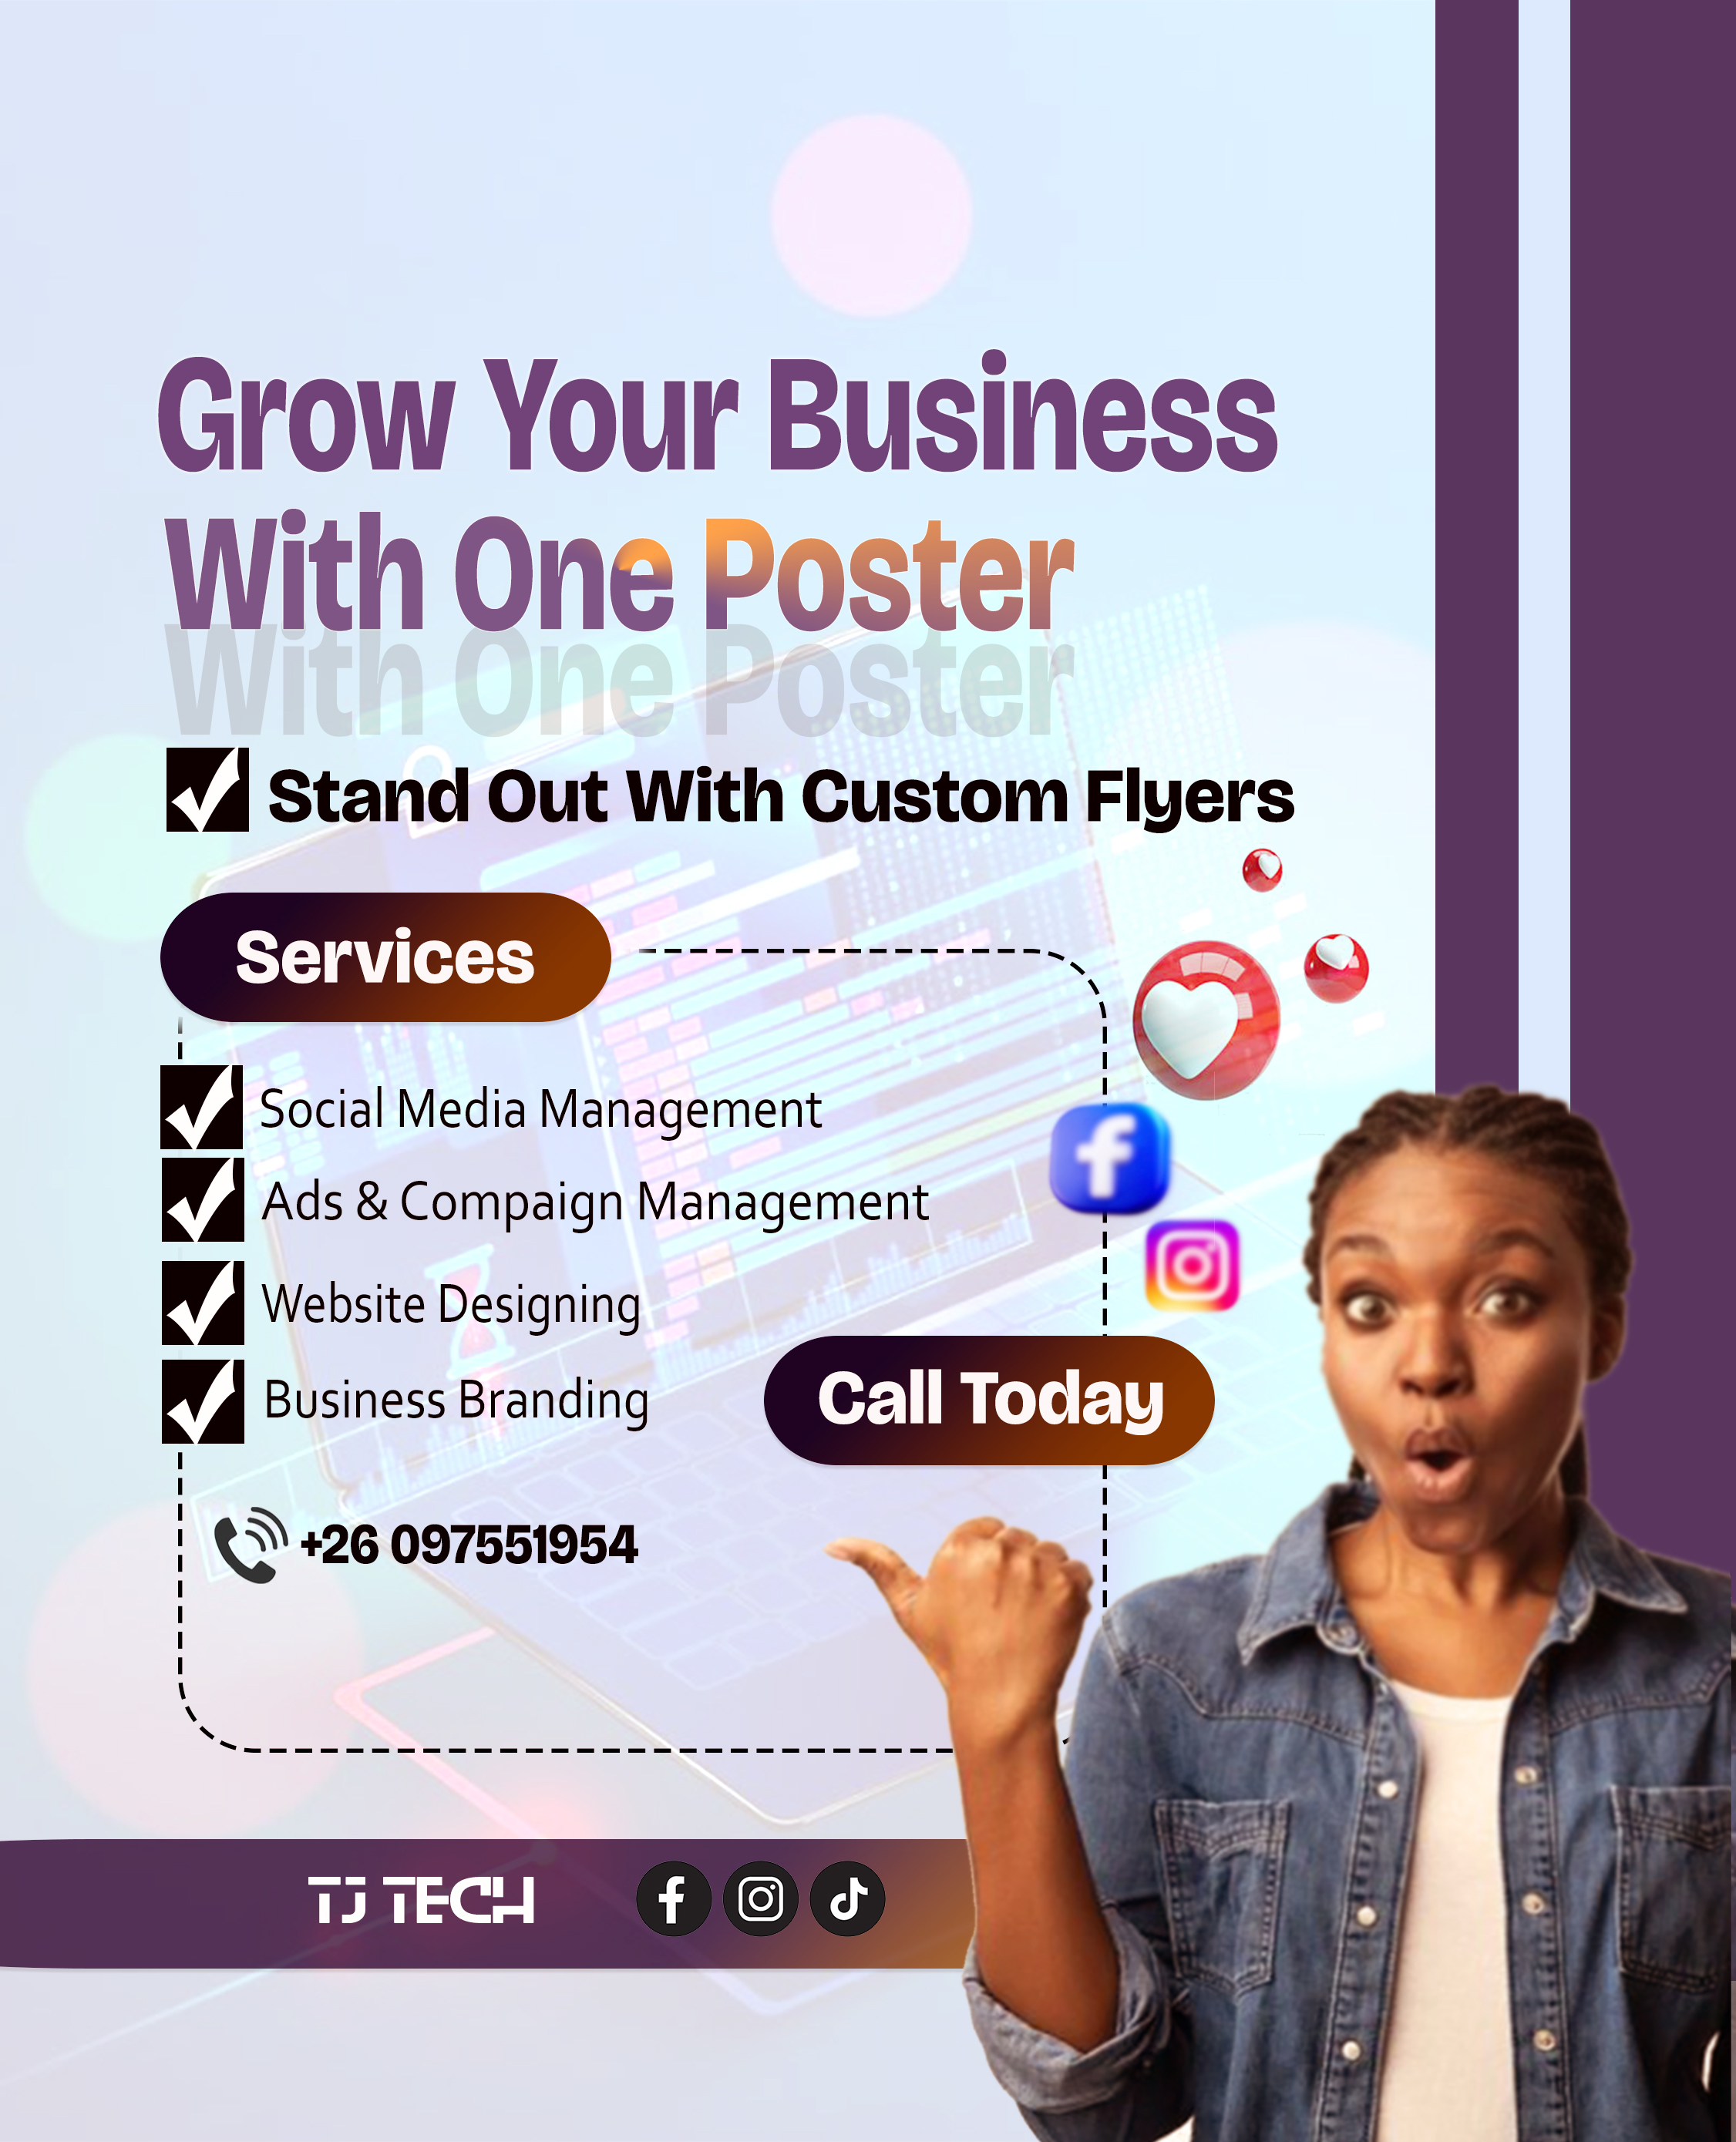 Grow Your Business
With One Poster
With One Poster
Stand Out With Custom Flyers
Services
Social Media Management
Ads & Compaign Management
Website Designing
Business Branding
Call Today
+26 097551954
TJ TECH